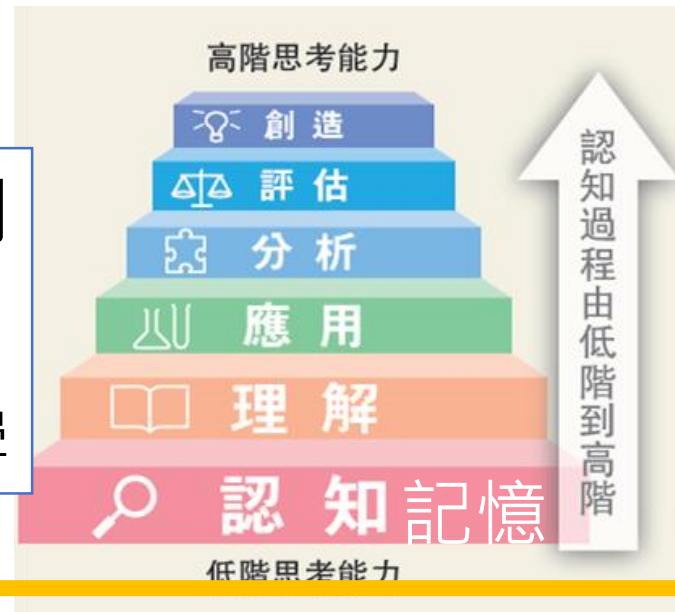 高階思考能力
創造
評估
分析
應用
理解
認知記憶
低階思考能力
認知過程由低階到高階